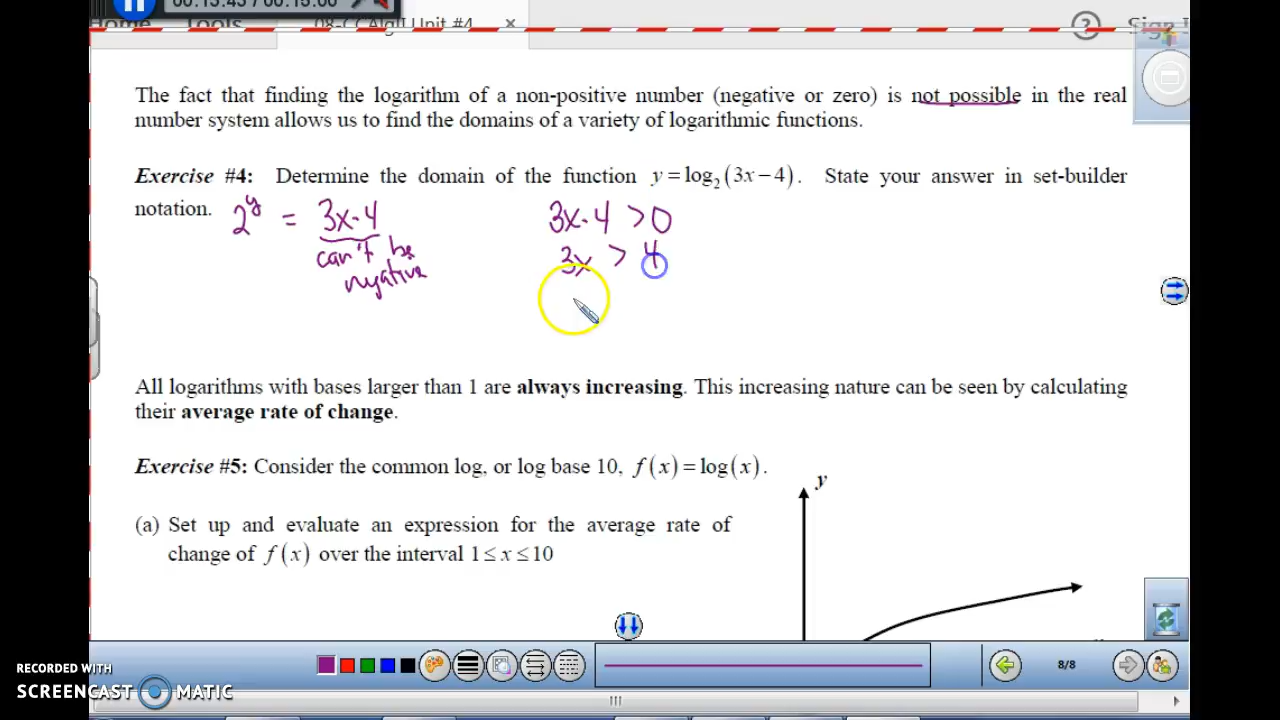 08-CCAlgII Unit #4
The fact that finding the logarithm of a non-positive number (negative or zero) is not possible in the real
number system allows us to find the domains of a variety of logarithmic functions.
Exercise #4: Determine the domain of the function y = log₂(3x − 4). State your answer in set-builder
notation.
2^y = 3x-4
can't be
negative
3x-4 > 0
3x > 4
All logarithms with bases larger than 1 are always increasing. This increasing nature can be seen by calculating
their average rate of change.
Exercise #5: Consider the common log, or log base 10, f(x) = log(x).
y
(a) Set up and evaluate an expression for the average rate of
change of f(x) over the interval 1 ≤ x ≤ 10
8/8
RECORDED WITH
SCREENCAST MATIC